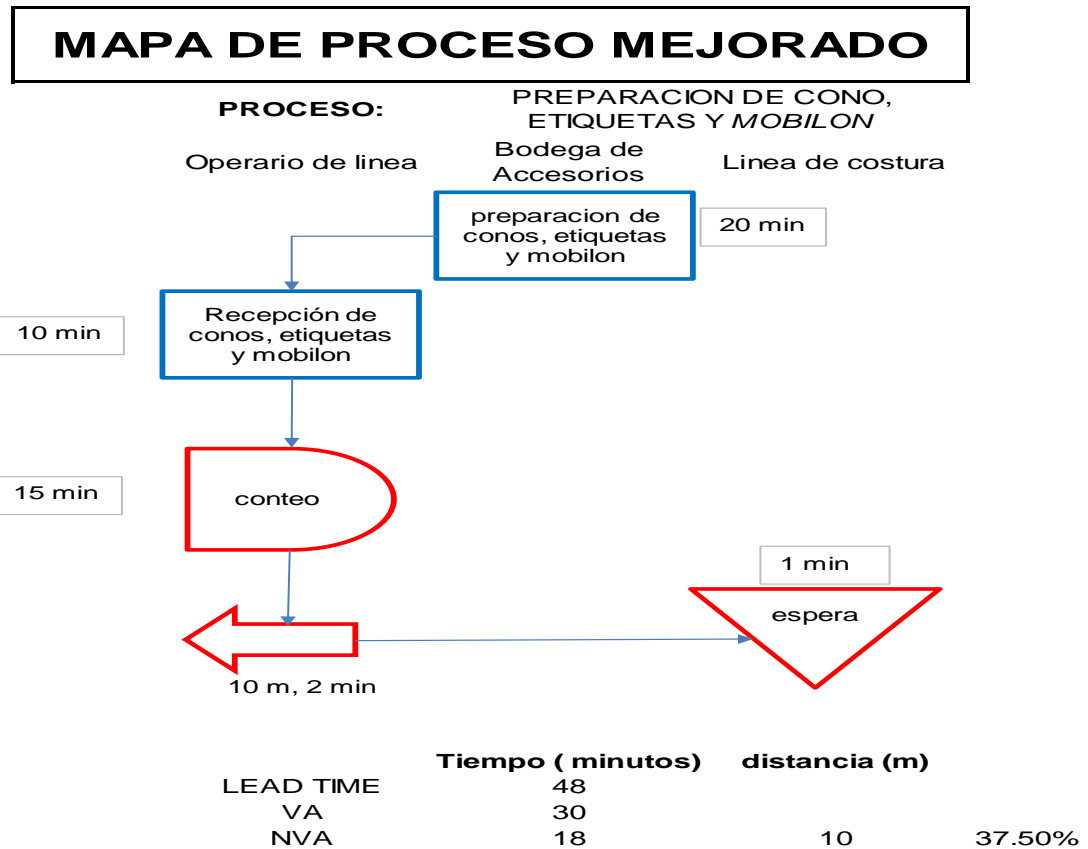 MAPA DE PROCESO MEJORADO
PROCESO:
PREPARACION DE CONO,
ETIQUETAS Y MOBILON
Operario de linea
Bodega de
Accesorios
Linea de costura
preparacion de
conos, etiquetas
y mobilon
20 min
10 min
Recepción de
conos, etiquetas
y mobilon
15 min
conteo
1 min
espera
10 m, 2 min
Tiempo ( minutos) distancia (m)
LEAD TIME 48
VA 30
NVA 18 10 37.50%